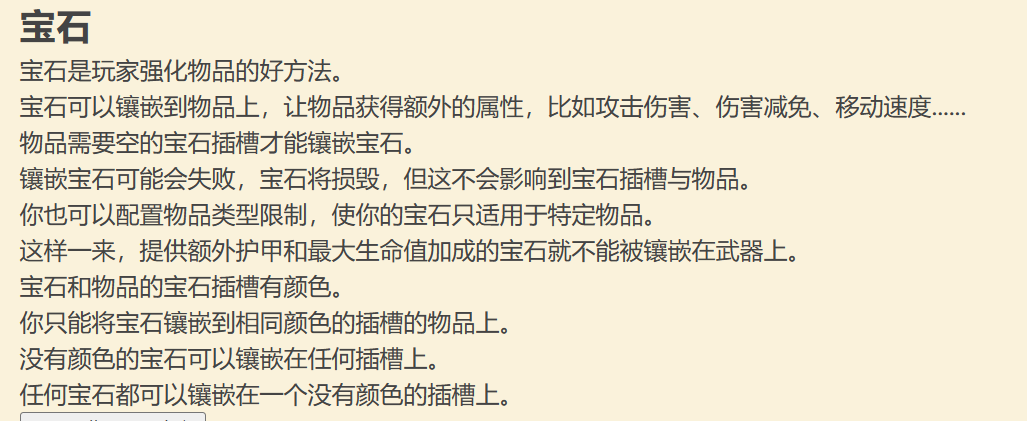 宝石
宝石是玩家强化物品的好方法。
宝石可以镶嵌到物品上，让物品获得额外的属性，比如攻击伤害、伤害减免、移动速度......
物品需要空的宝石插槽才能镶嵌宝石。
镶嵌宝石可能会失败，宝石将损毁，但这不会影响到宝石插槽与物品。
你也可以配置物品类型限制，使你的宝石只适用于特定物品。
这样一来，提供额外护甲和最大生命值加成的宝石就不能被镶嵌在武器上。
宝石和物品的宝石插槽有颜色。
你只能将宝石镶嵌到相同颜色的插槽的物品上。
没有颜色的宝石可以镶嵌在任何插槽上。
任何宝石都可以镶嵌在一个没有颜色的插槽上。